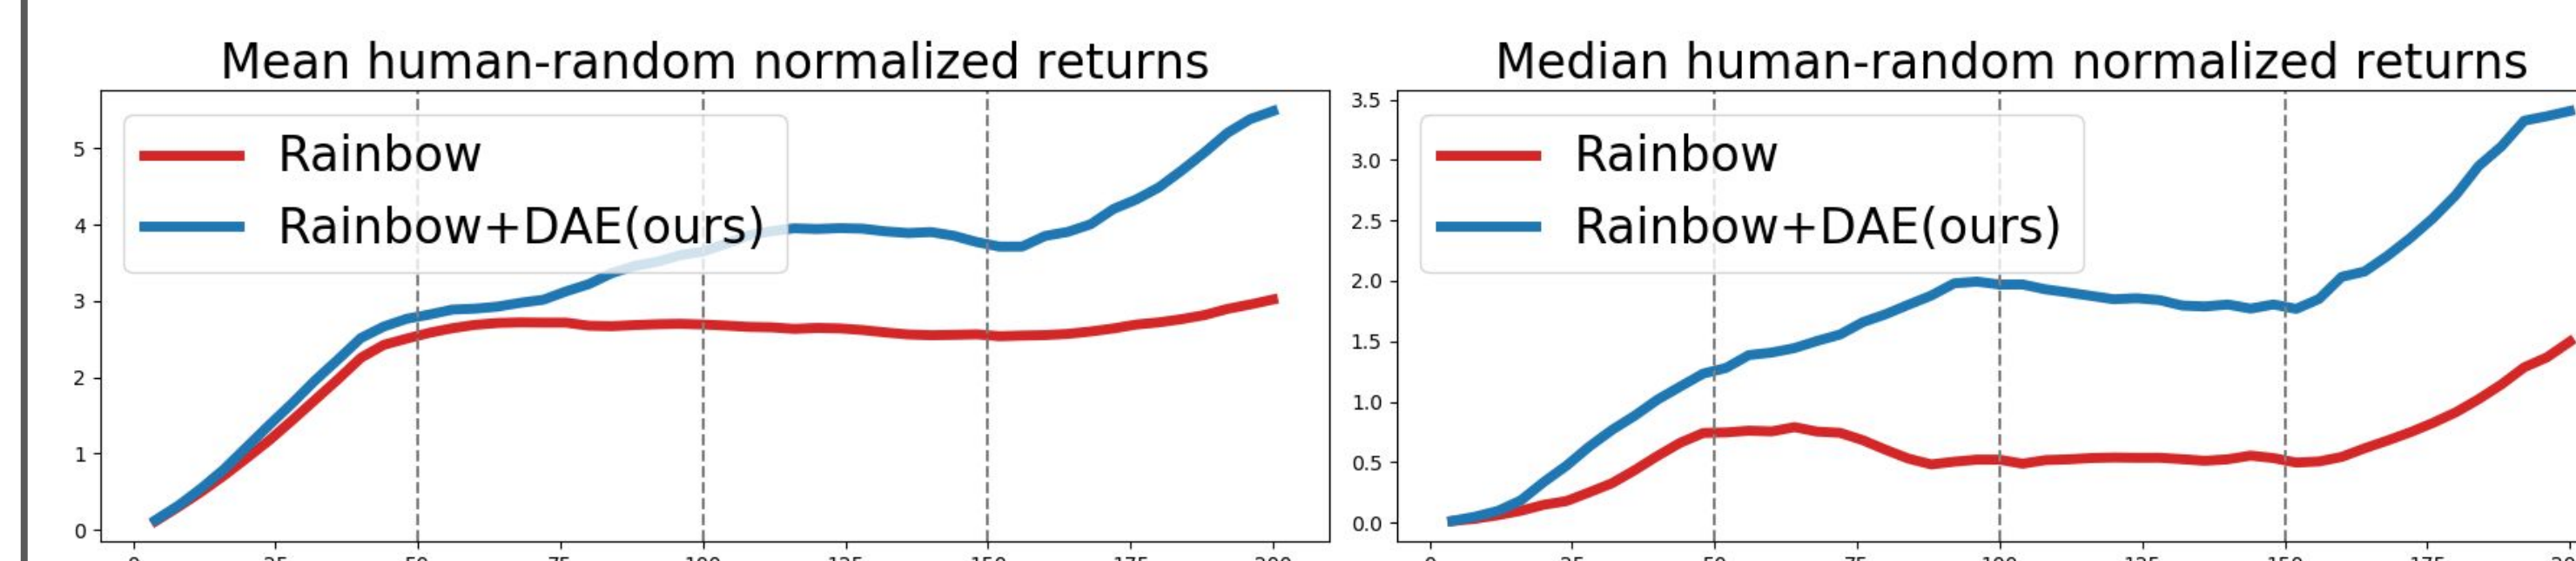 Mean human-random normalized returns
5
4
3
2
1
0
Rainbow
Rainbow+DAE(ours)
Median human-random normalized returns
3.5
3.0
2.5
2.0
1.5
1.0
0.5
0.0
Rainbow
Rainbow+DAE(ours)